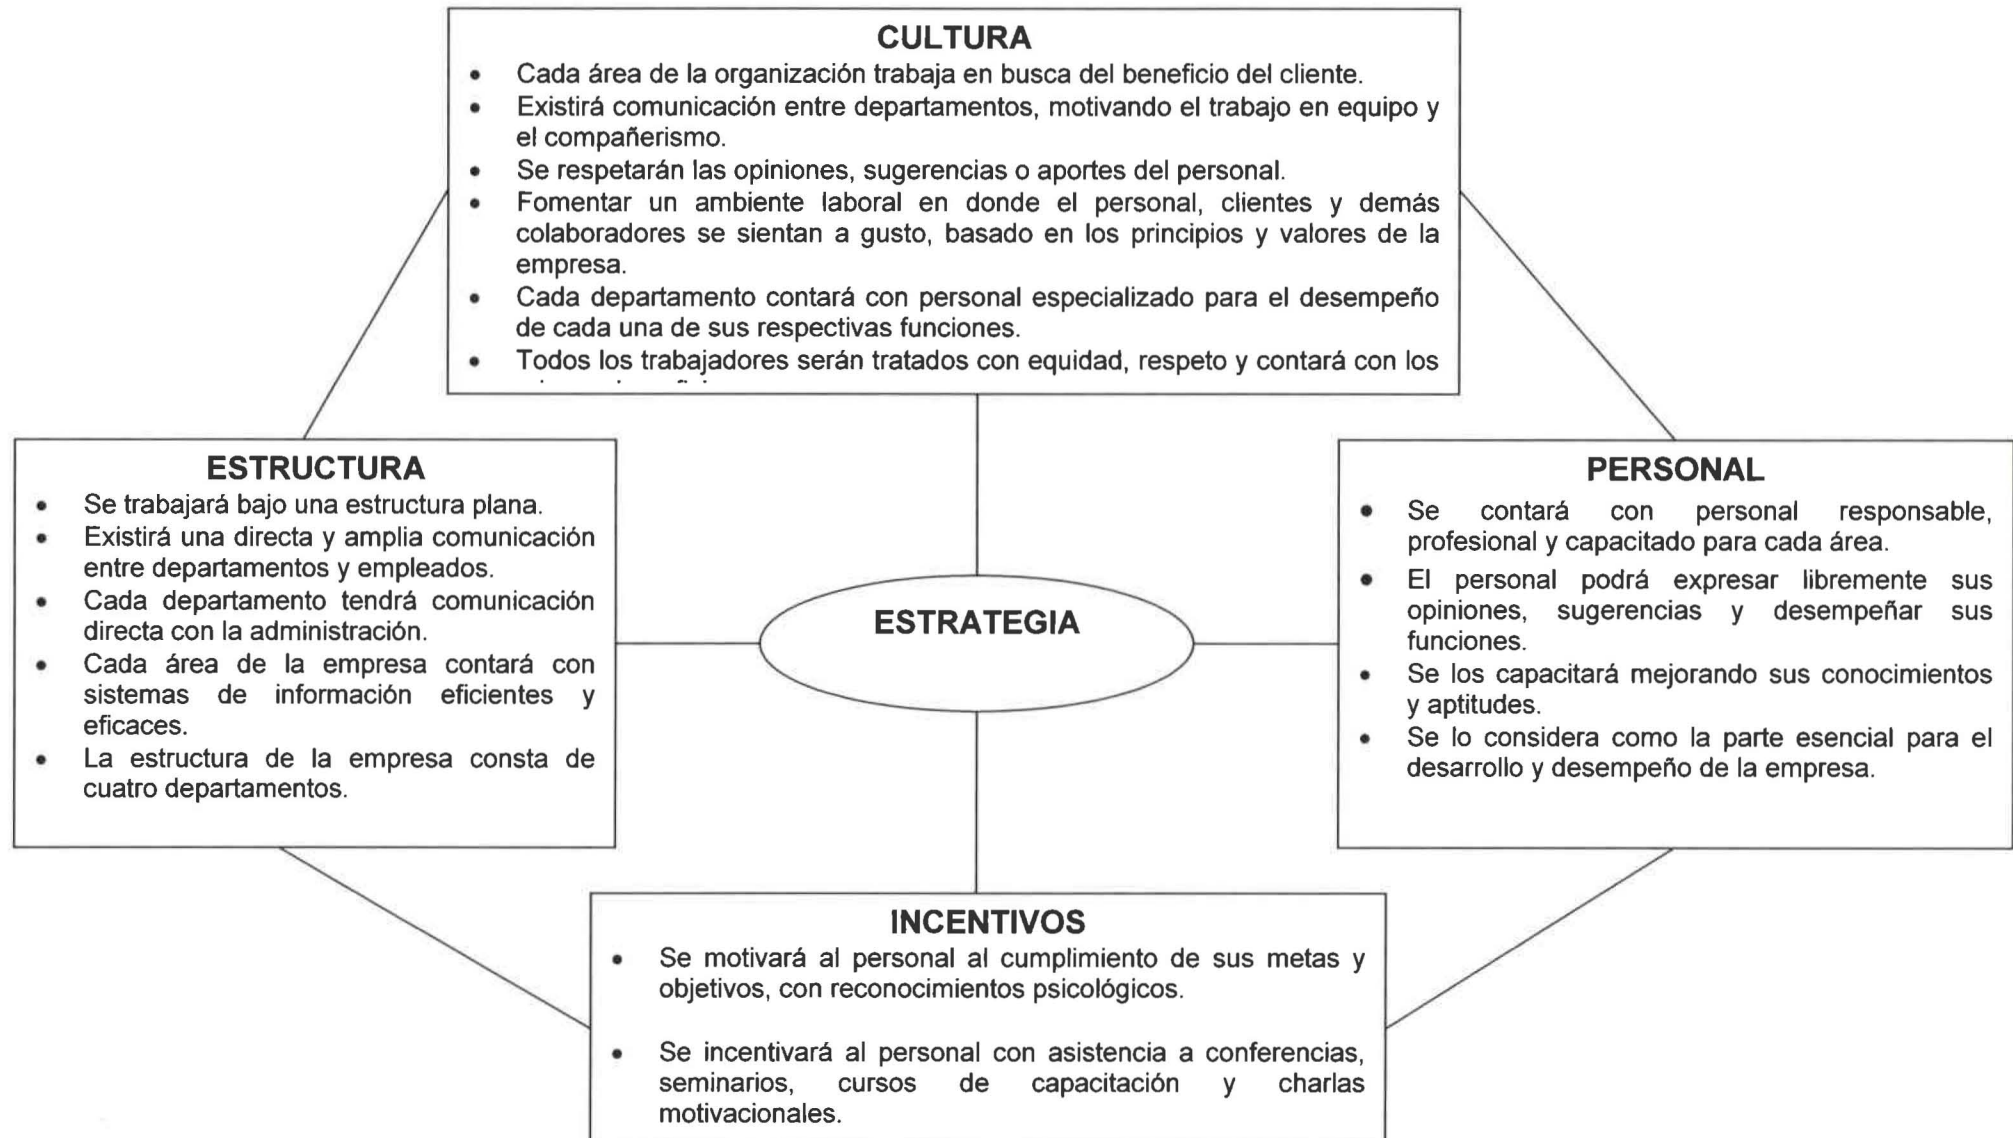 CULTURA
• Cada área de la organización trabaja en busca del beneficio del cliente.
• Existirá comunicación entre departamentos, motivando el trabajo en equipo y
el compañerismo.
• Se respetarán las opiniones, sugerencias o aportes del personal.
• Fomentar un ambiente laboral en donde el personal, clientes y demás
colaboradores se sientan a gusto, basado en los principios y valores de la
empresa.
• Cada departamento contará con personal especializado para el desempeño
de cada una de sus respectivas funciones.
• Todos los trabajadores serán tratados con equidad, respeto y contará con los
ESTRUCTURA
• Se trabajará bajo una estructura plana.
• Existirá una directa y amplia comunicación
entre departamentos y empleados.
• Cada departamento tendrá comunicación
directa con la administración.
• Cada área de la empresa contará con
sistemas de información eficientes y
eficaces.
• La estructura de la empresa consta de
cuatro departamentos.
ESTRATEGIA
PERSONAL
• Se contará con personal responsable,
profesional y capacitado para cada área.
• El personal podrá expresar libremente sus
opiniones, sugerencias y desempeñar sus
funciones.
• Se los capacitará mejorando sus conocimientos
y aptitudes.
• Se lo considera como la parte esencial para el
desarrollo y desempeño de la empresa.
INCENTIVOS
• Se motivará al personal al cumplimiento de sus metas y
objetivos, con reconocimientos psicológicos.
• Se incentivará al personal con asistencia a conferencias,
seminarios, cursos de capacitación y charlas
motivacionales.